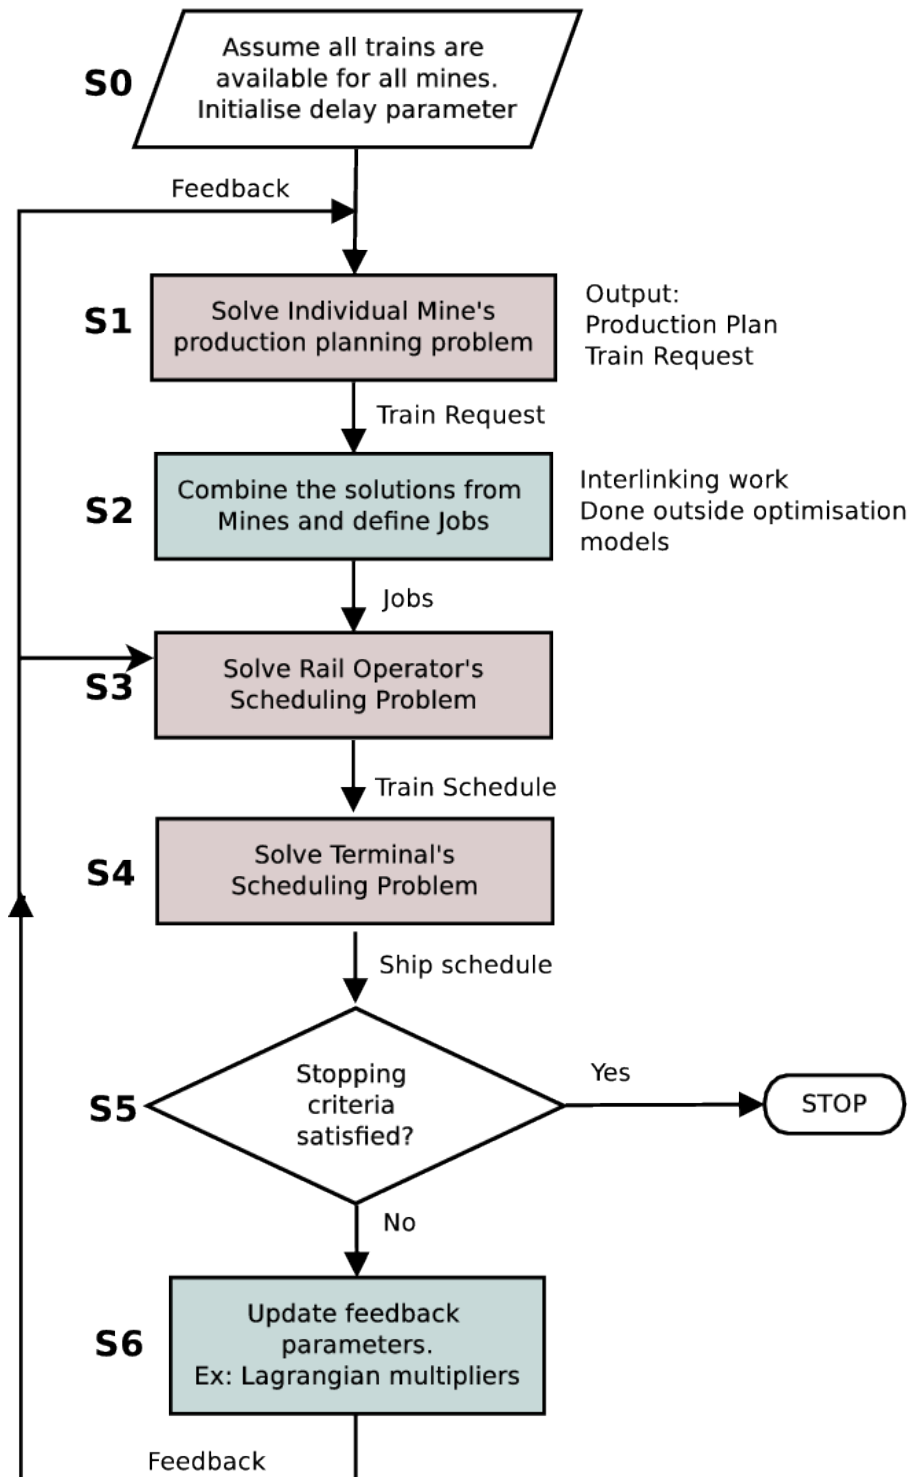 Assume all trains are
available for all mines.
Initialise delay parameter
S0
Feedback
S1
Solve Individual Mine's
production planning problem
Output:
Production Plan
Train Request
Train Request
S2
Combine the solutions from
Mines and define Jobs
Interlinking work
Done outside optimisation
models
Jobs
S3
Solve Rail Operator's
Scheduling Problem
Train Schedule
S4
Solve Terminal's
Scheduling Problem
Ship schedule
S5
Stopping
criteria
satisfied?
Yes
STOP
No
S6
Update feedback
parameters.
Ex: Lagrangian multipliers
Feedback